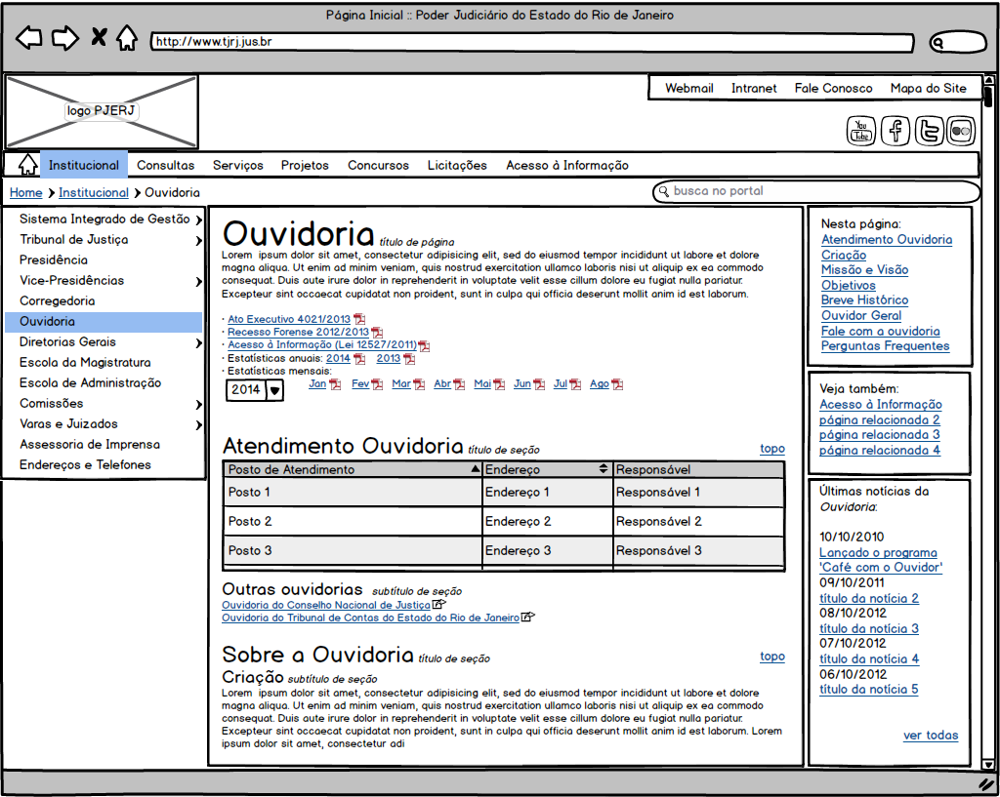 Página Inicial :: Poder Judiciário do Estado do Rio de Janeiro
http://www.tjrj.jus.br
logo PJERJ
Webmail Intranet Fale Conosco Mapa do Site
You Tube
Institucional Consultas Serviços Projetos Concursos Licitações Acesso à Informação
Home Institucional Ouvidoria
busca no portal
Sistema Integrado de Gestão
Tribunal de Justiça
Presidência
Vice-Presidências
Corregedoria
Ouvidoria
Diretorias Gerais
Escola da Magistratura
Escola de Administração
Comissões
Varas e Juizados
Assessoria de Imprensa
Endereços e Telefones
Ouvidoria título de página
Lorem ipsum dolor sit amet, consectetur adipisicing elit, sed do eiusmod tempor incididunt ut labore et dolore
magna aliqua. Ut enim ad minim veniam, quis nostrud exercitation ullamco laboris nisi ut aliquip ex ea commodo
consequat. Duis aute irure dolor in reprehenderit in voluptate velit esse cillum dolore eu fugiat nulla pariatur.
Excepteur sint occaecat cupidatat non proident, sunt in culpa qui officia deserunt mollit anim id est laborum.
· Ato Executivo 4021/2013
· Recesso Forense 2012/2013
· Acesso à Informação (Lei 12527/2011)
· Estatísticas anuais: 2014 2013
· Estatísticas mensais:
2014 Jan Fev Mar Abr Mai Jun Jul Ago
Atendimento Ouvidoria título de seção topo
Posto de Atendimento Endereço Responsável
Posto 1 Endereço 1 Responsável 1
Posto 2 Endereço 2 Responsável 2
Posto 3 Endereço 3 Responsável 3
Outras ouvidorias subtítulo de seção
Ouvidoria do Conselho Nacional de Justiça
Ouvidoria do Tribunal de Contas do Estado do Rio de Janeiro
Sobre a Ouvidoria título de seção topo
Criação subtítulo de seção
Lorem ipsum dolor sit amet, consectetur adipisicing elit, sed do eiusmod tempor incididunt ut labore et dolore
magna aliqua. Ut enim ad minim veniam, quis nostrud exercitation ullamco laboris nisi ut aliquip ex ea commodo
consequat. Duis aute irure dolor in reprehenderit in voluptate velit esse cillum dolore eu fugiat nulla pariatur.
Excepteur sint occaecat cupidatat non proident, sunt in culpa qui officia deserunt mollit anim id est laborum. Lorem
ipsum dolor sit amet, consectetur adi
Nesta página:
Atendimento Ouvidoria
Criação
Missão e Visão
Objetivos
Breve Histórico
Ouvidor Geral
Fale com a ouvidoria
Perguntas Frequentes
Veja também:
Acesso à Informação
página relacionada 2
página relacionada 3
página relacionada 4
Últimas notícias da
Ouvidoria:
10/10/2010
Lançado o programa
'Café com o Ouvidor'
09/10/2011
título da notícia 2
08/10/2012
título da notícia 3
07/10/2012
título da notícia 4
06/10/2012
título da notícia 5
ver todas